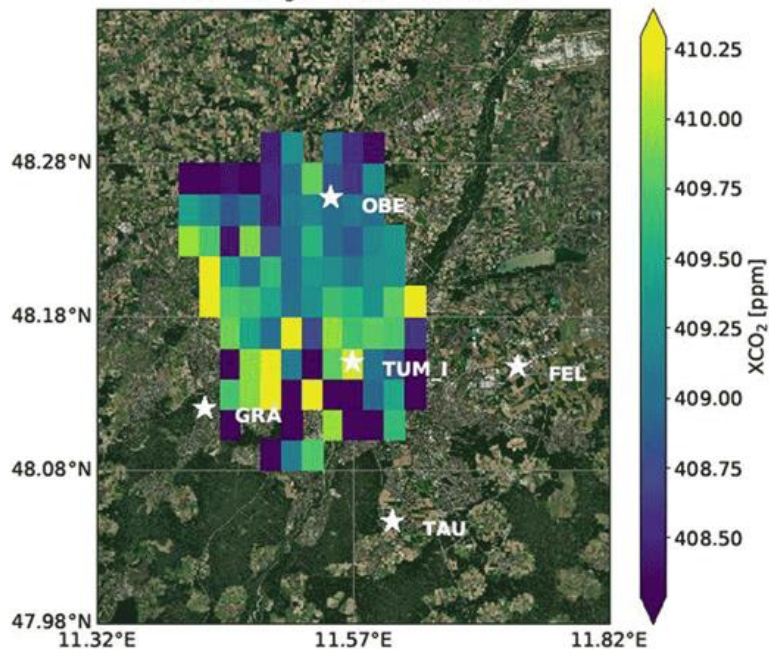 48.28°N
48.18°N
48.08°N
47.98°N
11.32°E 11.57°E 11.82°E
OBE
TUM_I
FEL
GRA
TAU
410.25
410.00
409.75
409.50
409.25
409.00
408.75
408.50
XCO₂ [ppm]